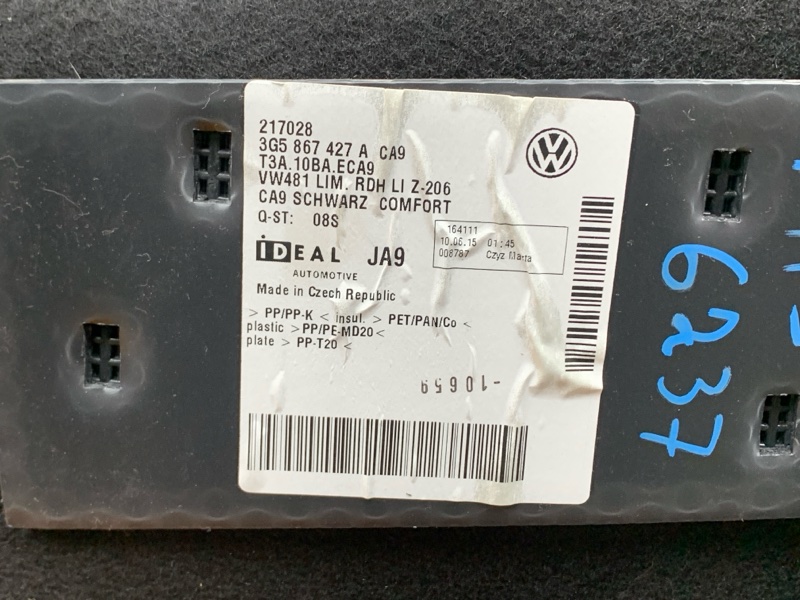 217028
3G5 867 427 A CA9
T3A.10BA.ECA9
VW481 LIM. RDH LI Z-206
CA9 SCHWARZ COMFORT
Q-ST: 08S
164111
10.06.15 01:45
008787 Czyz Marta
iDEAL JA9
AUTOMOTIVE
Made in Czech Republic
> PP/PP-K < insul. > PET/PAN/Co <
plastic > PP/PE-MD20 <
plate > PP-T20 <
-10659
6237